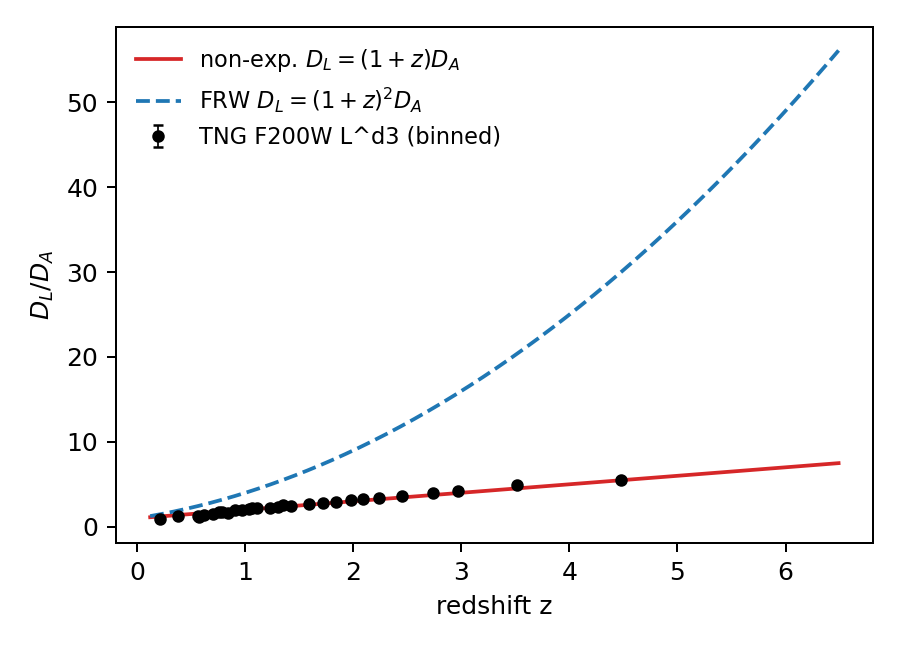 non-exp. $D_L = (1 + z)D_A$
FRW $D_L = (1 + z)^2 D_A$
TNG F200W L^d3 (binned)
50
40
30
20
10
0
$D_L/D_A$
0 1 2 3 4 5 6
redshift z